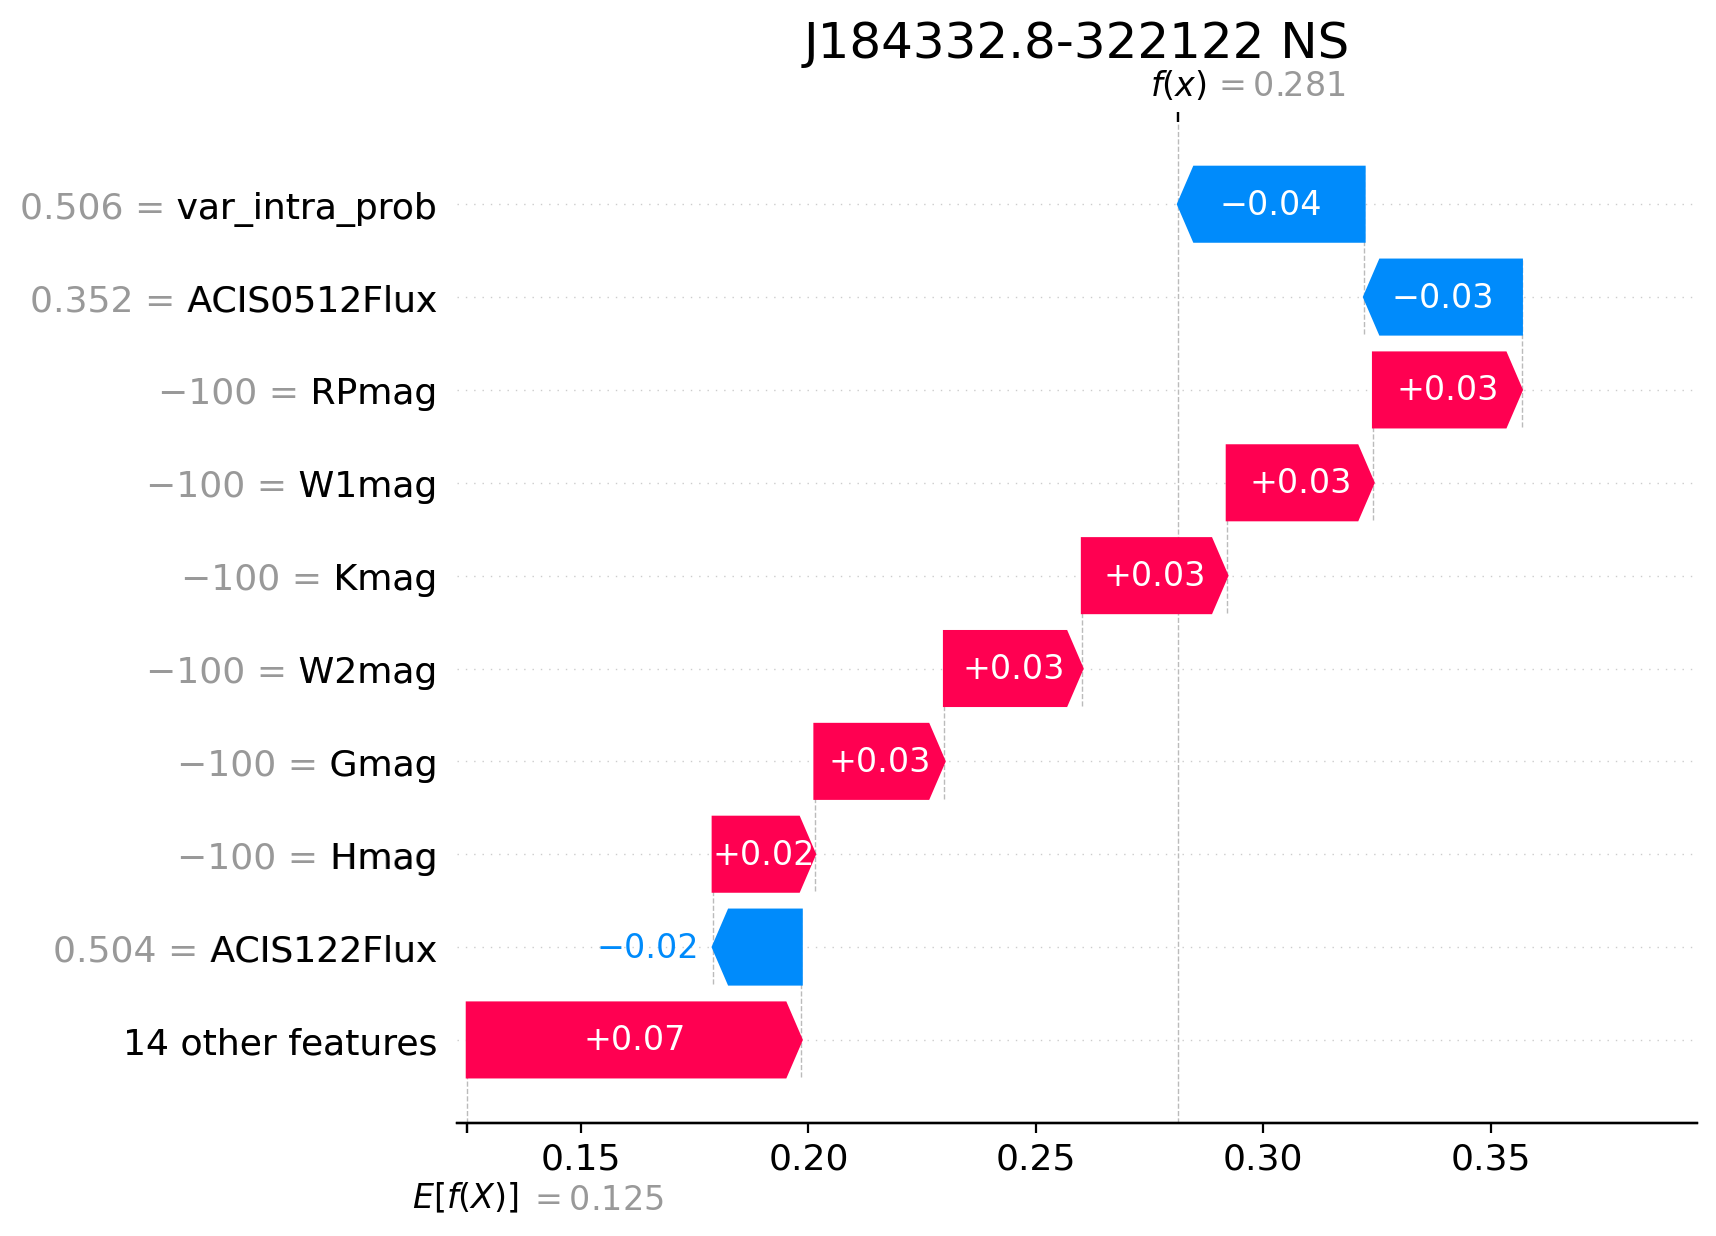 J184332.8-322122 NS
f(x) = 0.281
0.506 = var_intra_prob
−0.04
0.352 = ACIS0512Flux
−0.03
−100 = RPmag
+0.03
−100 = W1mag
+0.03
−100 = Kmag
+0.03
−100 = W2mag
+0.03
−100 = Gmag
+0.03
−100 = Hmag
+0.02
0.504 = ACIS122Flux
−0.02
14 other features
+0.07
0.15 0.20 0.25 0.30 0.35
E[f(X)] = 0.125